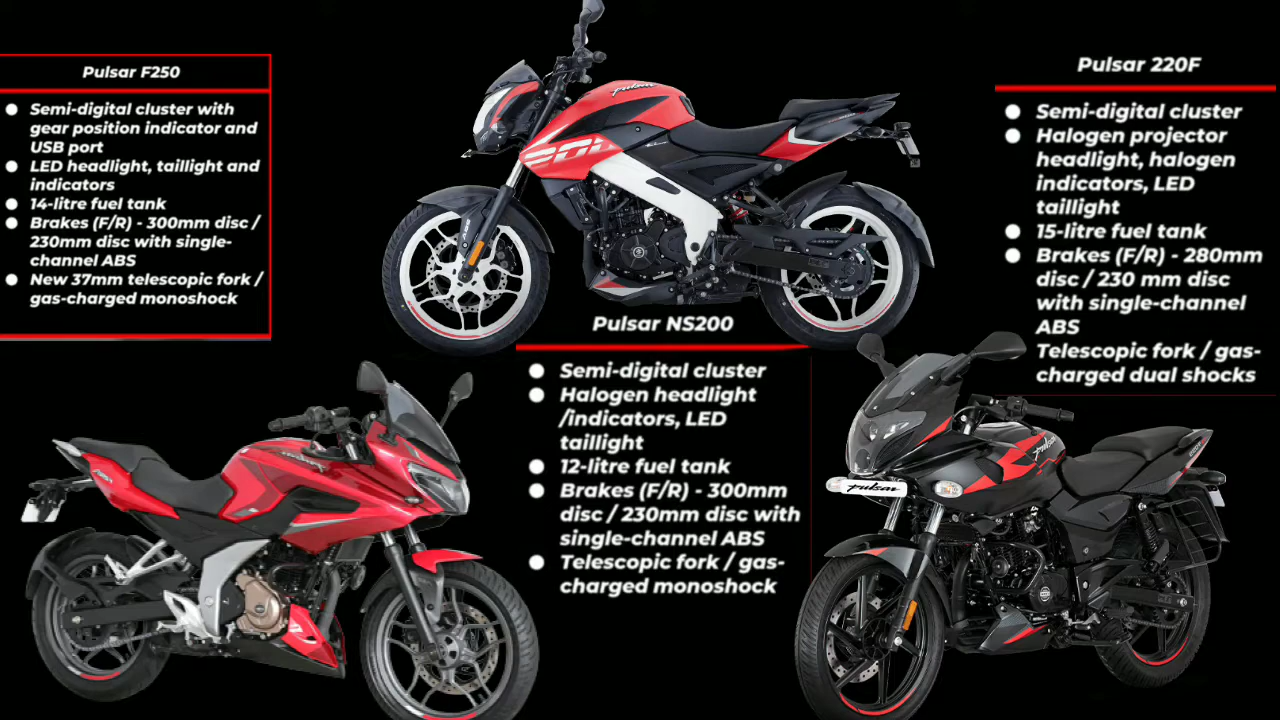 Pulsar F250
● Semi-digital cluster with
gear position indicator and
USB port
● LED headlight, taillight and
indicators
● 14-litre fuel tank
● Brakes (F/R) - 300mm disc /
230mm disc with single-
channel ABS
● New 37mm telescopic fork /
gas-charged monoshock
Pulsar
Pulsar NS200
● Semi-digital cluster
● Halogen headlight
/indicators, LED
taillight
● 12-litre fuel tank
● Brakes (F/R) - 300mm
disc / 230mm disc with
single-channel ABS
● Telescopic fork / gas-
charged monoshock
Pulsar 220F
● Semi-digital cluster
● Halogen projector
headlight, halogen
indicators, LED
taillight
● 15-litre fuel tank
● Brakes (F/R) - 280mm
disc / 230 mm disc
with single-channel
ABS
Telescopic fork / gas-
charged dual shocks
Pulsar
Pulsar